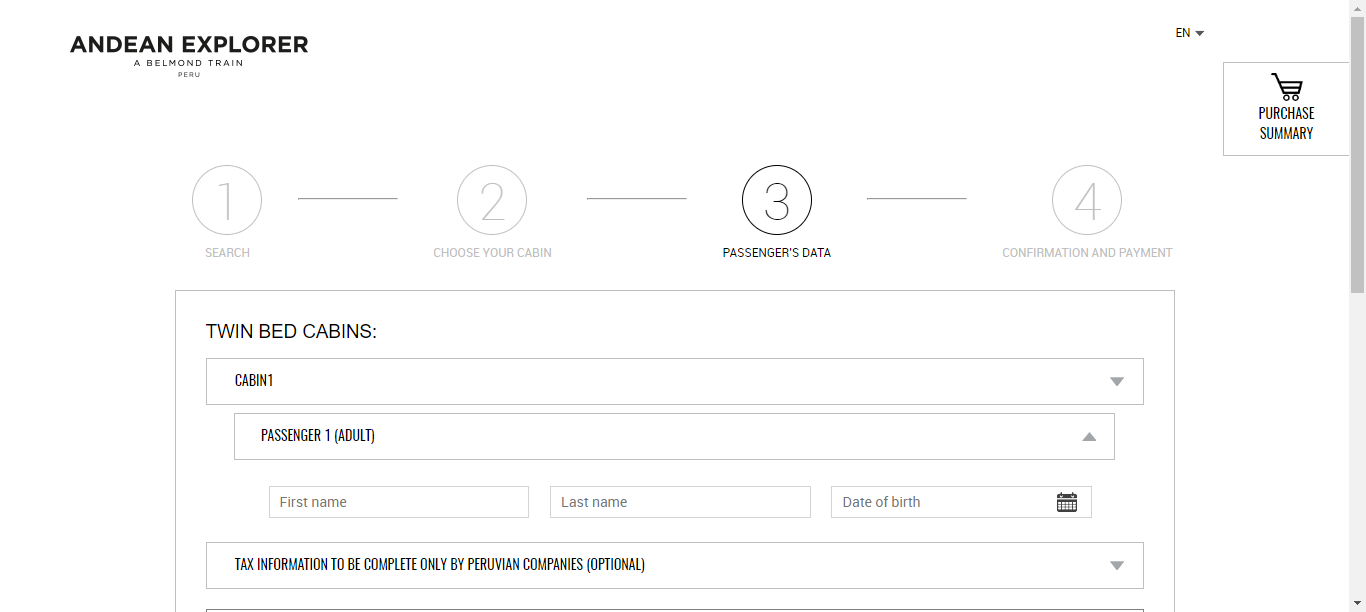 ANDEAN EXPLORER
A BELMOND TRAIN
PERU
EN
PURCHASE
SUMMARY
1
2
3
4
SEARCH
CHOOSE YOUR CABIN
PASSENGER'S DATA
CONFIRMATION AND PAYMENT
TWIN BED CABINS:
CABIN1
PASSENGER 1 (ADULT)
First name
Last name
Date of birth
TAX INFORMATION TO BE COMPLETE ONLY BY PERUVIAN COMPANIES (OPTIONAL)